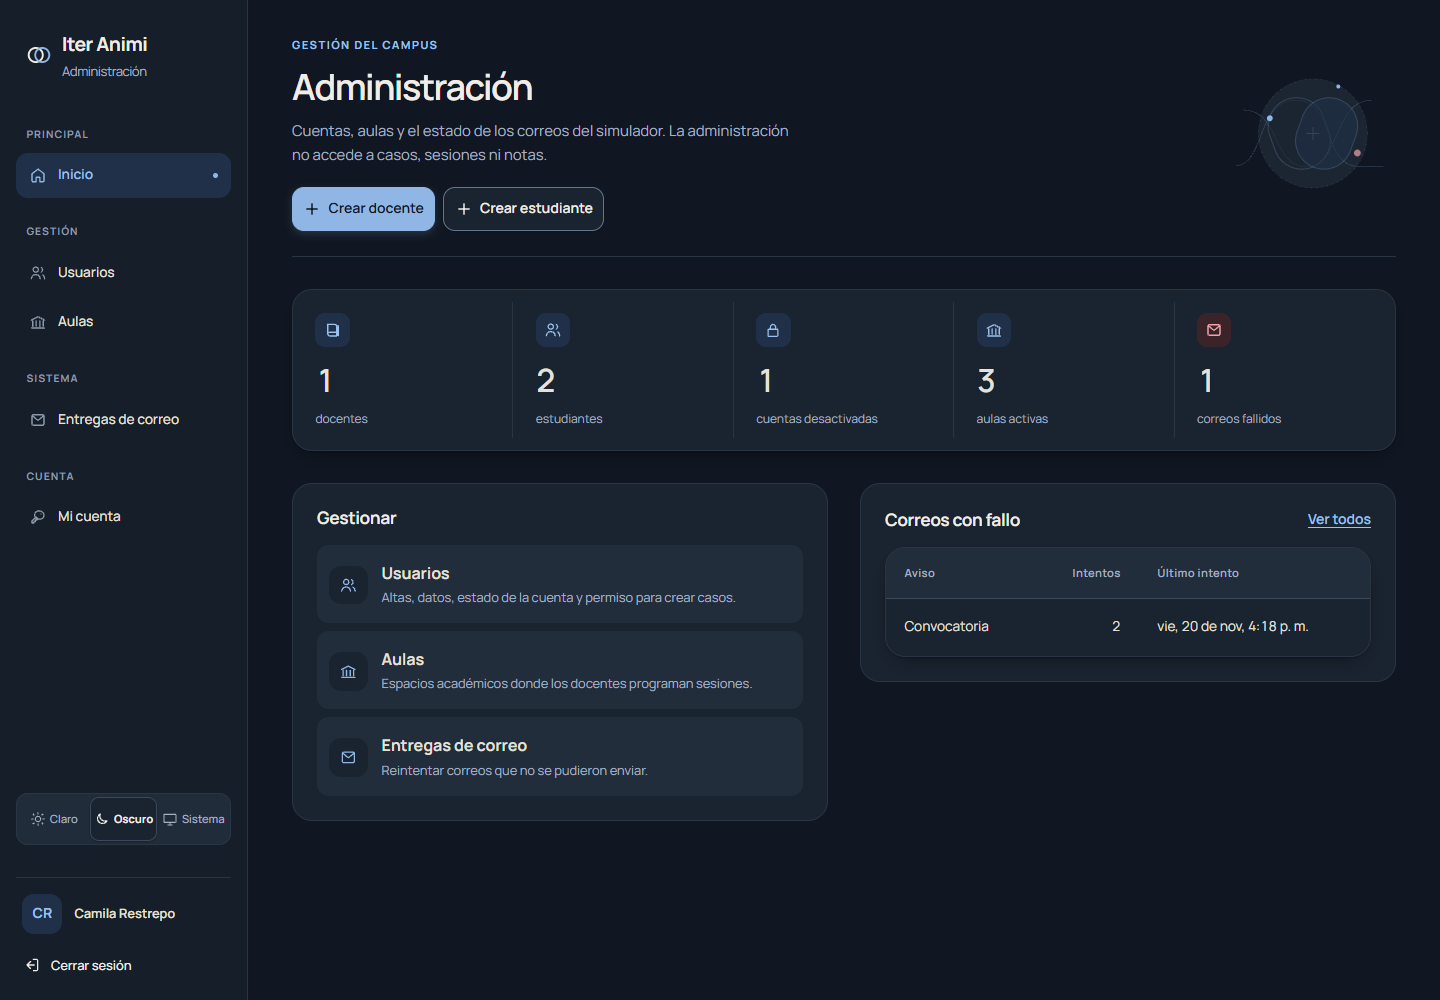 Iter Animi
Administración
PRINCIPAL
Inicio
GESTIÓN
Usuarios
Aulas
SISTEMA
Entregas de correo
CUENTA
Mi cuenta
Claro
Oscuro
Sistema
CR
Camila Restrepo
Cerrar sesión
GESTIÓN DEL CAMPUS
Administración
Cuentas, aulas y el estado de los correos del simulador. La administración
no accede a casos, sesiones ni notas.
Crear docente
Crear estudiante
1
docentes
2
estudiantes
1
cuentas desactivadas
3
aulas activas
1
correos fallidos
Gestionar
Usuarios
Altas, datos, estado de la cuenta y permiso para crear casos.
Aulas
Espacios académicos donde los docentes programan sesiones.
Entregas de correo
Reintentar correos que no se pudieron enviar.
Correos con fallo
Ver todos
Aviso Intentos Último intento
Convocatoria 2 vie, 20 de nov, 4:18 p. m.